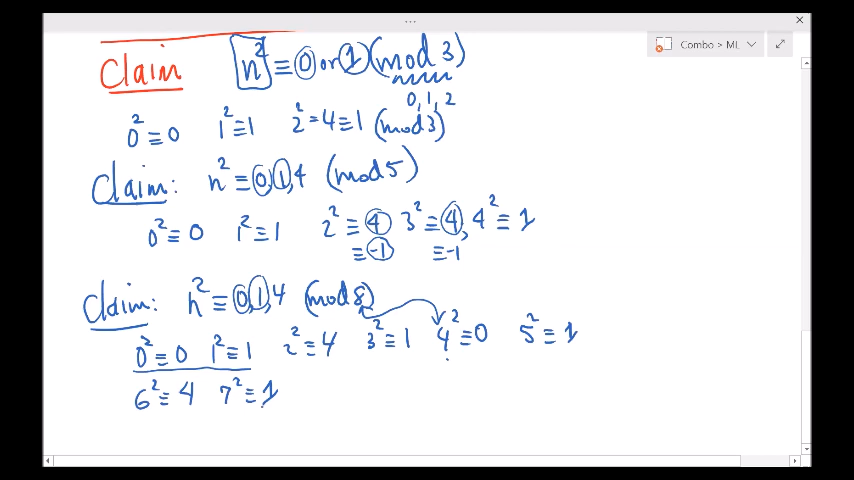 Combo > ML
Claim n² ≡ 0 or 1 (mod 3)
0, 1, 2
0² ≡ 0 1² ≡ 1 2² = 4 ≡ 1 (mod 3)
Claim: n² ≡ 0, 1, 4 (mod 5)
0² ≡ 0 1² ≡ 1 2² ≡ 4 3² ≡ 4, 4² ≡ 1
≡ -1 ≡ -1
Claim: n² ≡ 0, 1, 4 (mod 8)
0² ≡ 0 1² ≡ 1 2² ≡ 4 3² ≡ 1 4² ≡ 0 5² ≡ 1
6² ≡ 4 7² ≡ 1